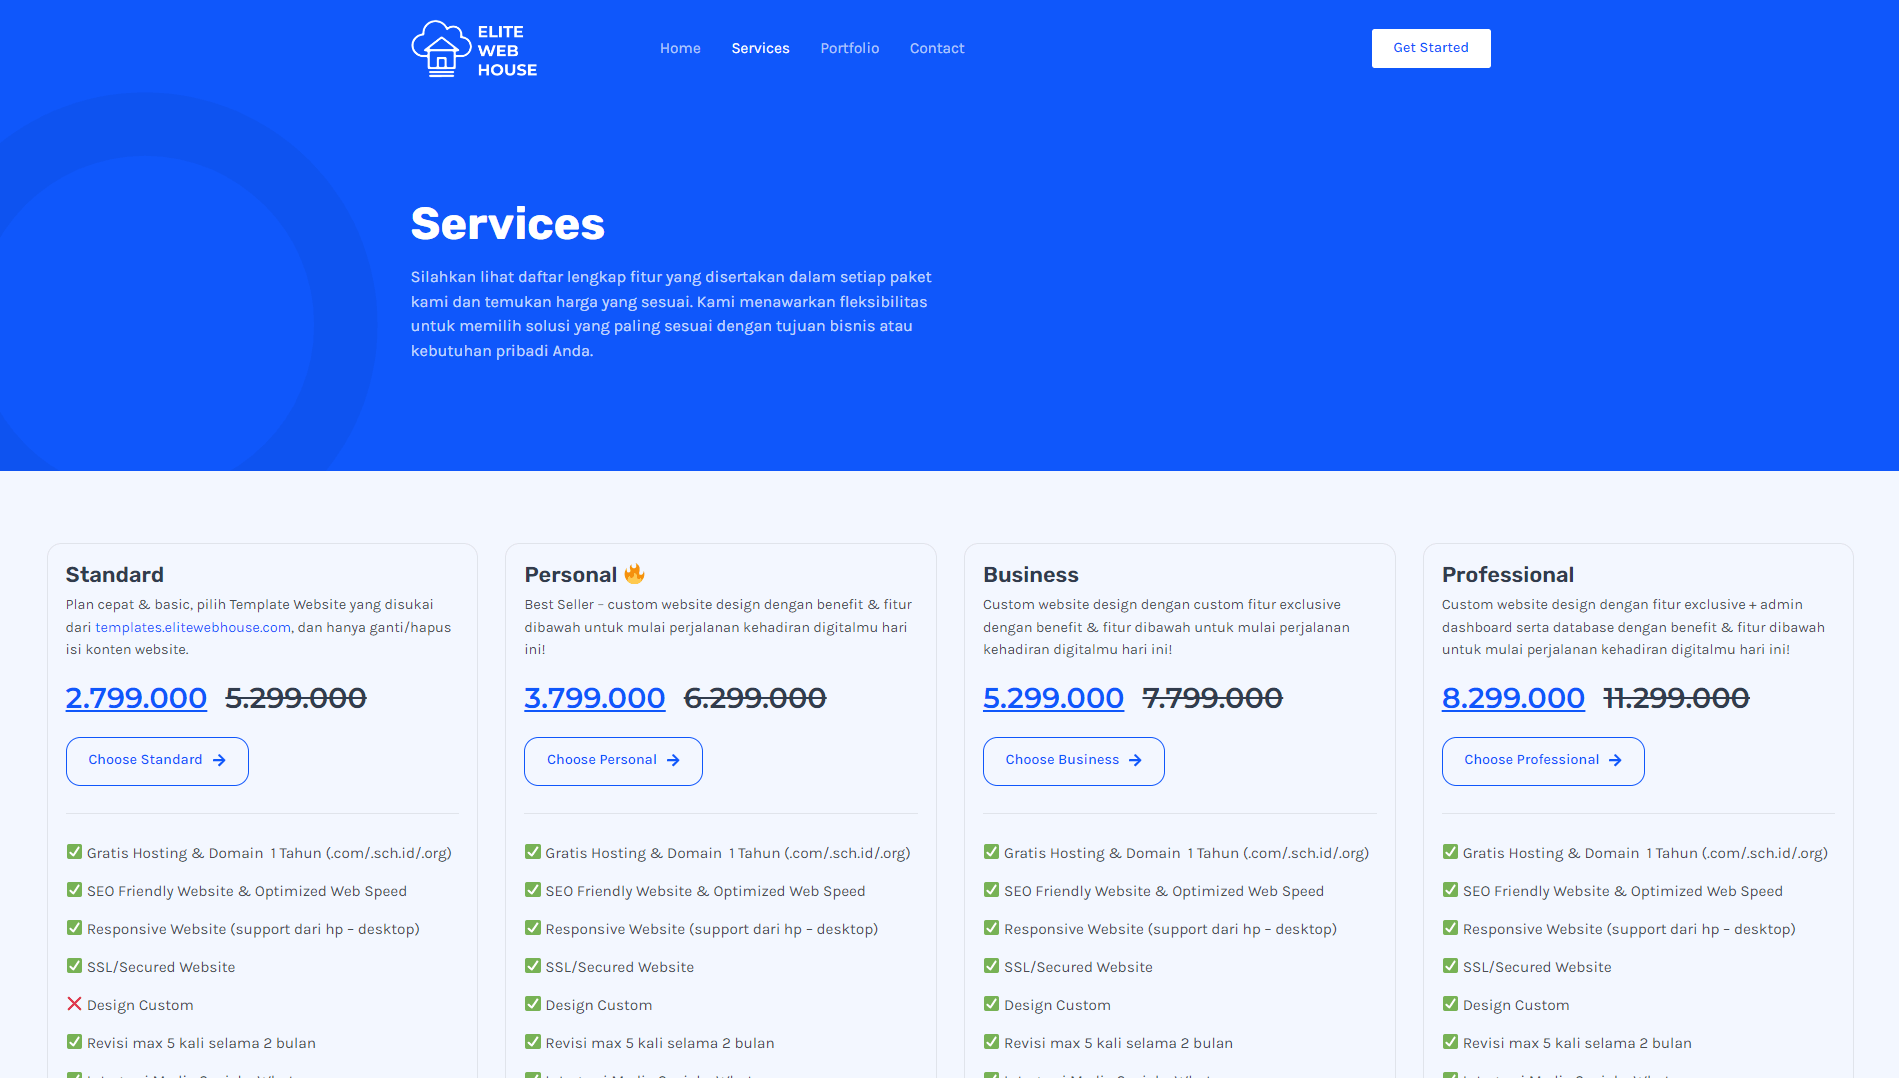 ELITE
WEB
HOUSE
Home Services Portfolio Contact
Get Started
Services
Silahkan lihat daftar lengkap fitur yang disertakan dalam setiap paket
kami dan temukan harga yang sesuai. Kami menawarkan fleksibilitas
untuk memilih solusi yang paling sesuai dengan tujuan bisnis atau
kebutuhan pribadi Anda.
Standard
Plan cepat & basic, pilih Template Website yang disukai
dari templates.elitewebhouse.com, dan hanya ganti/hapus
isi konten website.
2.799.000 5.299.000
Choose Standard →
✅ Gratis Hosting & Domain 1 Tahun (.com/.sch.id/.org)
✅ SEO Friendly Website & Optimized Web Speed
✅ Responsive Website (support dari hp – desktop)
✅ SSL/Secured Website
❌ Design Custom
✅ Revisi max 5 kali selama 2 bulan
Personal 🔥
Best Seller – custom website design dengan benefit & fitur
dibawah untuk mulai perjalanan kehadiran digitalmu hari
ini!
3.799.000 6.299.000
Choose Personal →
✅ Gratis Hosting & Domain 1 Tahun (.com/.sch.id/.org)
✅ SEO Friendly Website & Optimized Web Speed
✅ Responsive Website (support dari hp – desktop)
✅ SSL/Secured Website
✅ Design Custom
✅ Revisi max 5 kali selama 2 bulan
Business
Custom website design dengan custom fitur exclusive
dengan benefit & fitur dibawah untuk mulai perjalanan
kehadiran digitalmu hari ini!
5.299.000 7.799.000
Choose Business →
✅ Gratis Hosting & Domain 1 Tahun (.com/.sch.id/.org)
✅ SEO Friendly Website & Optimized Web Speed
✅ Responsive Website (support dari hp – desktop)
✅ SSL/Secured Website
✅ Design Custom
✅ Revisi max 5 kali selama 2 bulan
Professional
Custom website design dengan fitur exclusive + admin
dashboard serta database dengan benefit & fitur dibawah
untuk mulai perjalanan kehadiran digitalmu hari ini!
8.299.000 11.299.000
Choose Professional →
✅ Gratis Hosting & Domain 1 Tahun (.com/.sch.id/.org)
✅ SEO Friendly Website & Optimized Web Speed
✅ Responsive Website (support dari hp – desktop)
✅ SSL/Secured Website
✅ Design Custom
✅ Revisi max 5 kali selama 2 bulan